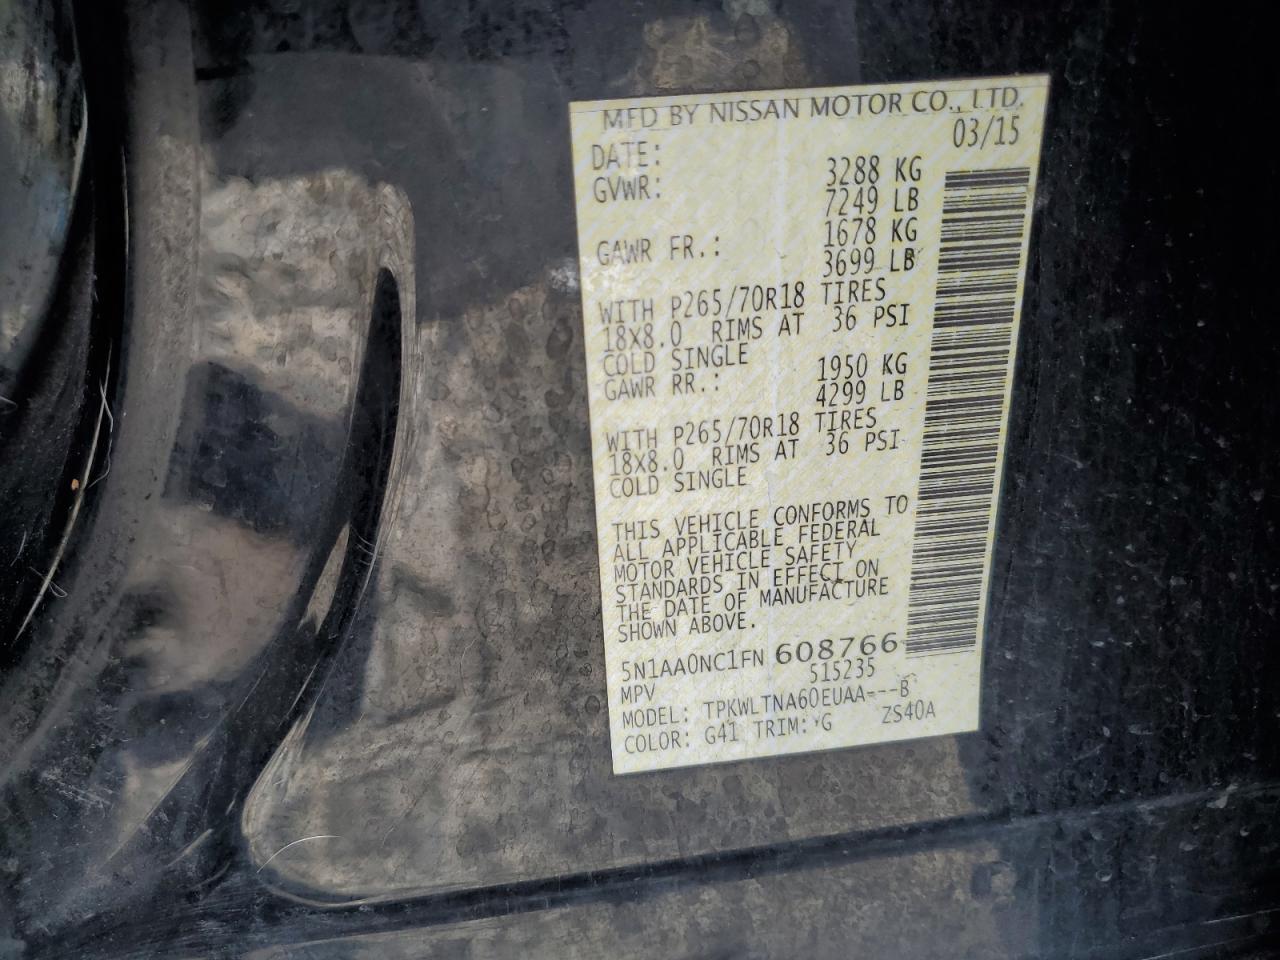 MFD BY NISSAN MOTOR CO., LTD.
DATE: 03/15
GVWR: 3288 KG
7249 LB
GAWR FR.: 1678 KG
3699 LB
WITH P265/70R18 TIRES
18X8.0 RIMS AT 36 PSI
COLD SINGLE
GAWR RR.: 1950 KG
4299 LB
WITH P265/70R18 TIRES
18X8.0 RIMS AT 36 PSI
COLD SINGLE
THIS VEHICLE CONFORMS TO
ALL APPLICABLE FEDERAL
MOTOR VEHICLE SAFETY
STANDARDS IN EFFECT ON
THE DATE OF MANUFACTURE
SHOWN ABOVE.
5N1AA0NC1FN 608766
MPV 515235
MODEL: TPKWLTNA60EUAA---B
COLOR: G41 TRIM: G ZS40A